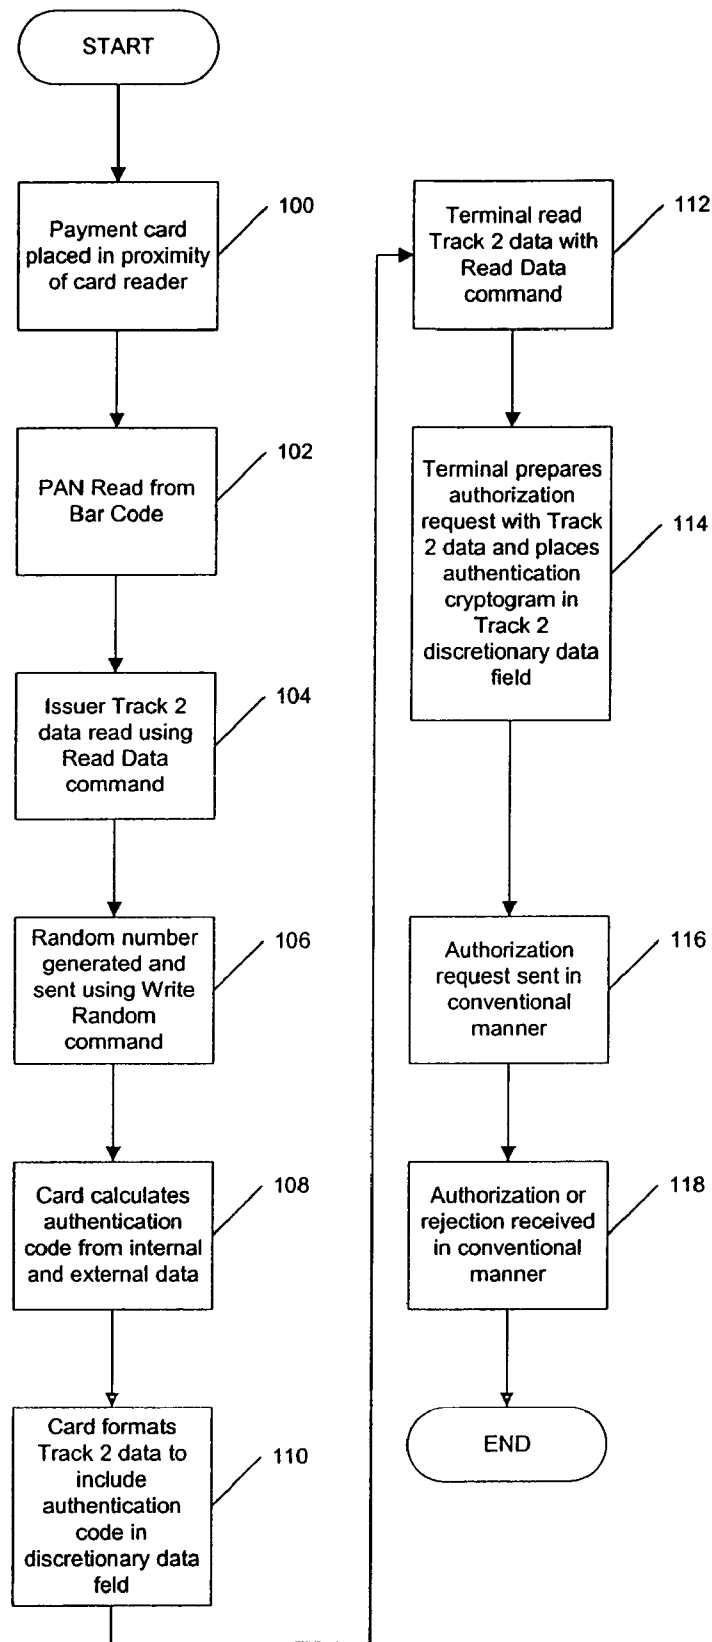 START
100
Payment card
placed in proximity
of card reader
102
PAN Read from
Bar Code
104
Issuer Track 2
data read using
Read Data
command
106
Random number
generated and
sent using Write
Random
command
108
Card calculates
authentication
code from internal
and external data
110
Card formats
Track 2 data to
include
authentication
code in
discretionary data
feld
112
Terminal read
Track 2 data with
Read Data
command
114
Terminal prepares
authorization
request with Track
2 data and places
authentication
cryptogram in
Track 2
discretionary data
field
116
Authorization
request sent in
conventional
manner
118
Authorization or
rejection received
in conventional
manner
END